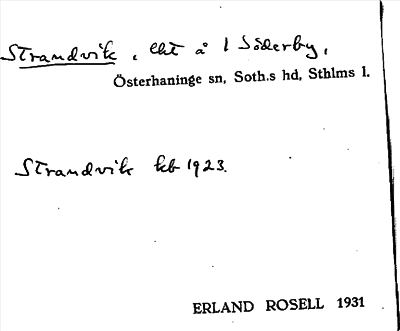 Strandvik, lht å 1 Söderby,
Österhaninge sn, Soth.s hd, Sthlms l.
Strandvik kb 1923.
ERLAND ROSELL 1931